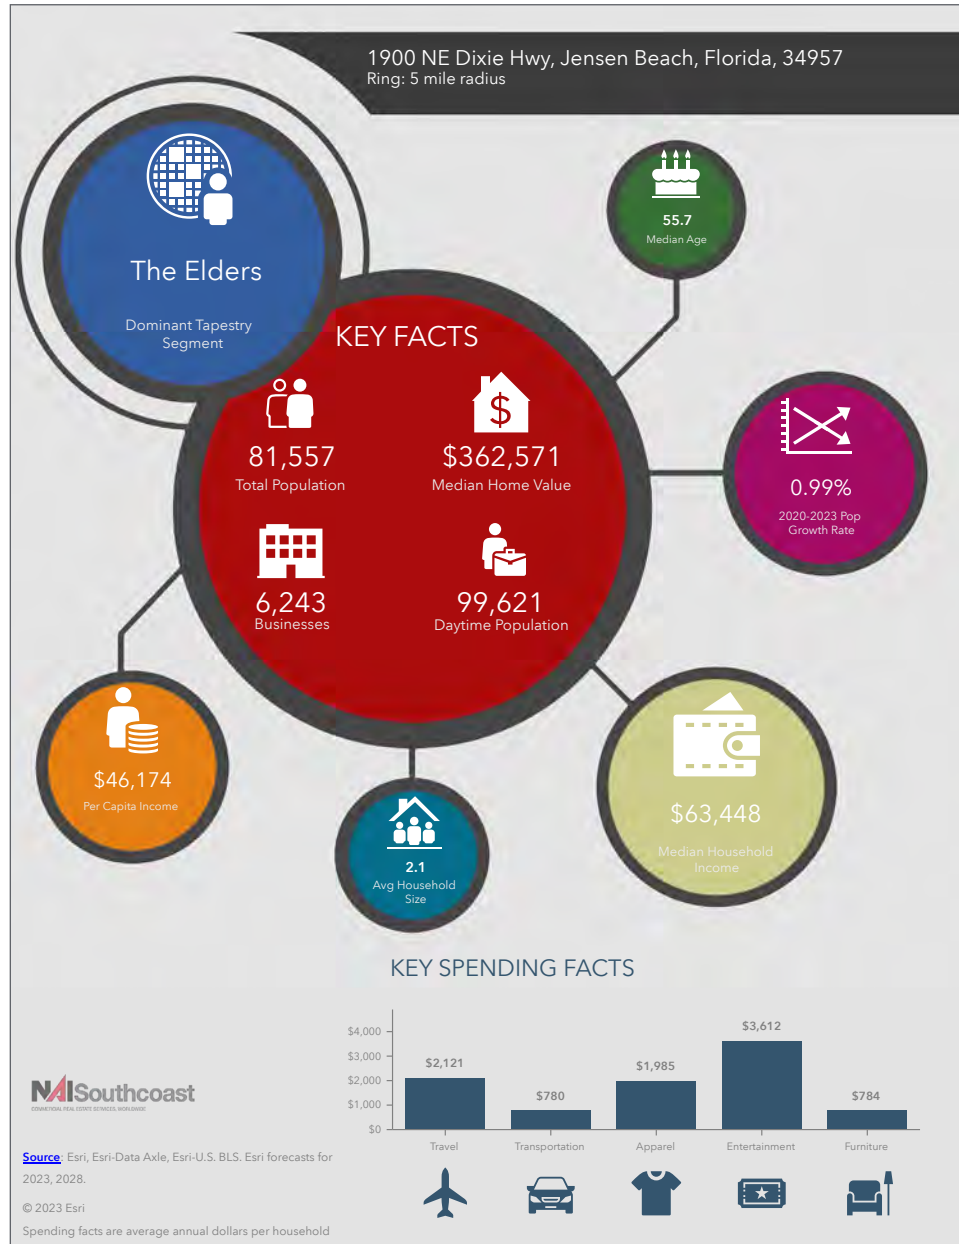 1900 NE Dixie Hwy, Jensen Beach, Florida, 34957
Ring: 5 mile radius
The Elders
Dominant Tapestry
Segment
55.7
Median Age
KEY FACTS
$
81,557
Total Population
$362,571
Median Home Value
6,243
Businesses
99,621
Daytime Population
0.99%
2020-2023 Pop
Growth Rate
$46,174
Per Capita Income
2.1
Avg Household
Size
$63,448
Median Household
Income
KEY SPENDING FACTS
$4,000
$3,000
$2,000
$1,000
$0
$2,121
$780
$1,985
$3,612
$784
Travel
Transportation
Apparel
Entertainment
Furniture
NAISouthcoast
COMMERCIAL REAL ESTATE SERVICES, WORLDWIDE
Source: Esri, Esri-Data Axle, Esri-U.S. BLS. Esri forecasts for
2023, 2028.
© 2023 Esri
Spending facts are average annual dollars per household